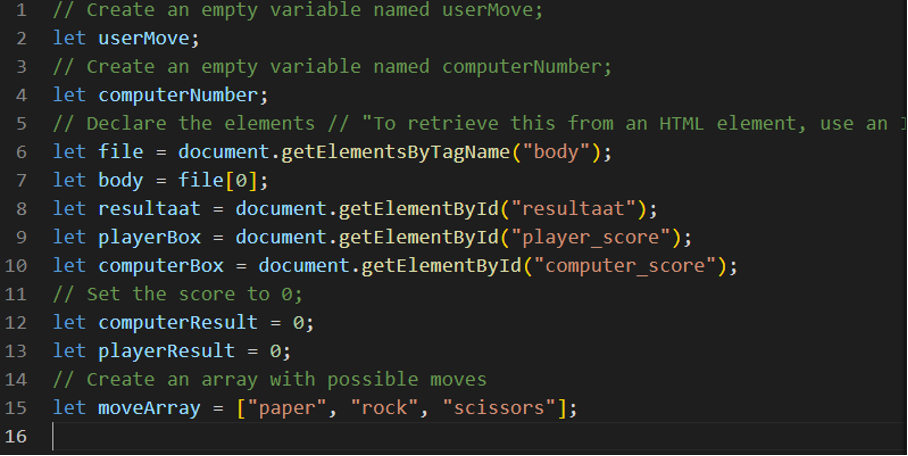 1 // Create an empty variable named userMove;
2 let userMove;
3 // Create an empty variable named computerNumber;
4 let computerNumber;
5 // Declare the elements // "To retrieve this from an HTML element, use an
6 let file = document.getElementsByTagName("body");
7 let body = file[0];
8 let resultaat = document.getElementById("resultaat");
9 let playerBox = document.getElementById("player_score");
10 let computerBox = document.getElementById("computer_score");
11 // Set the score to 0;
12 let computerResult = 0;
13 let playerResult = 0;
14 // Create an array with possible moves
15 let moveArray = ["paper", "rock", "scissors"];
16